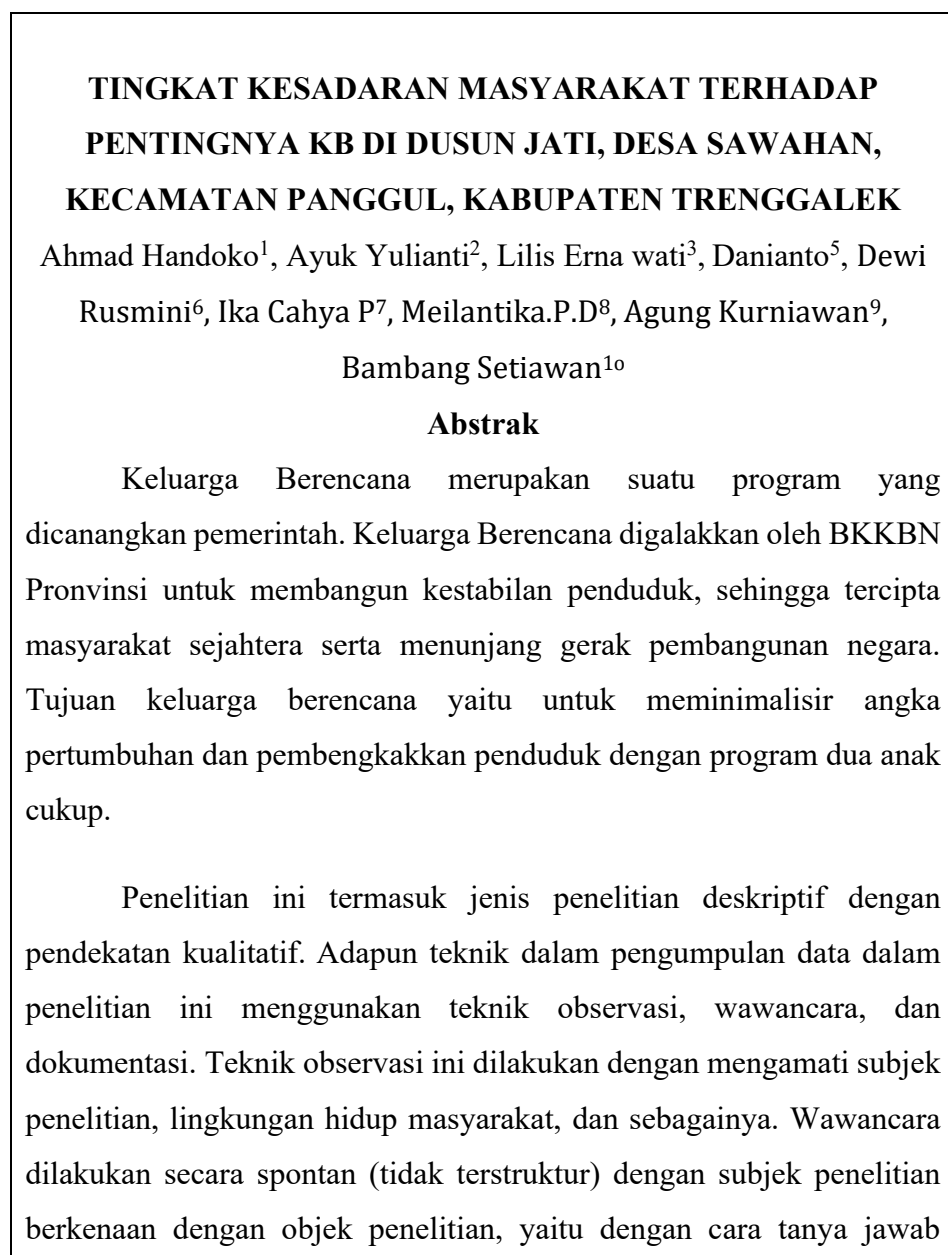 TINGKAT KESADARAN MASYARAKAT TERHADAP
PENTINGNYA KB DI DUSUN JATI, DESA SAWAHAN,
KECAMATAN PANGGUL, KABUPATEN TRENGGALEK
Ahmad Handoko¹, Ayuk Yulianti², Lilis Erna wati³, Danianto⁵, Dewi
Rusmini⁶, Ika Cahya P⁷, Meilantika.P.D⁸, Agung Kurniawan⁹,
Bambang Setiawan¹ᵒ
Abstrak
Keluarga Berencana merupakan suatu program yang
dicanangkan pemerintah. Keluarga Berencana digalakkan oleh BKKBN
Pronvinsi untuk membangun kestabilan penduduk, sehingga tercipta
masyarakat sejahtera serta menunjang gerak pembangunan negara.
Tujuan keluarga berencana yaitu untuk meminimalisir angka
pertumbuhan dan pembengkakkan penduduk dengan program dua anak
cukup.
Penelitian ini termasuk jenis penelitian deskriptif dengan
pendekatan kualitatif. Adapun teknik dalam pengumpulan data dalam
penelitian ini menggunakan teknik observasi, wawancara, dan
dokumentasi. Teknik observasi ini dilakukan dengan mengamati subjek
penelitian, lingkungan hidup masyarakat, dan sebagainya. Wawancara
dilakukan secara spontan (tidak terstruktur) dengan subjek penelitian
berkenaan dengan objek penelitian, yaitu dengan cara tanya jawab